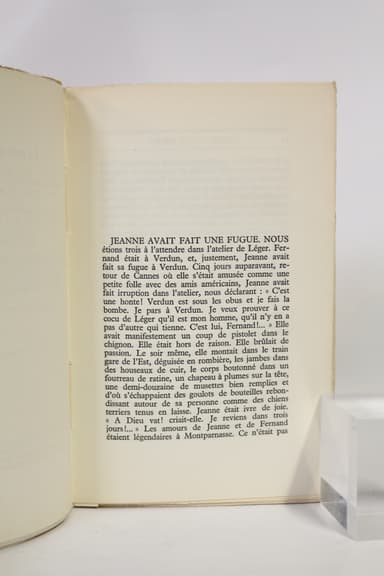 JEANNE AVAIT FAIT UNE FUGUE. NOUS
étions trois à l'attendre dans l'atelier de Léger. Fer-
nand était à Verdun, et, justement, Jeanne avait
fait sa fugue à Verdun. Cinq jours auparavant, re-
tour de Cannes où elle s'était amusée comme une
petite folle avec des amis américains, Jeanne avait
fait irruption dans l'atelier, nous déclarant : « C'est
une honte! Verdun est sous les obus et je fais la
bombe. Je pars à Verdun. Je veux prouver à ce
cocu de Léger qu'il est mon homme, qu'il n'y en a
pas d'autre qui tienne. C'est lui, Fernand!... » Elle
avait manifestement un coup de pistolet dans le
chignon. Elle était hors de raison. Elle brûlait de
passion. Le soir même, elle montait dans le train
gare de l'Est, déguisée en rombière, les jambes dans
des houseaux de cuir, le corps boutonné dans un
fourreau de ratine, un chapeau à plumes sur la tête,
une demi-douzaine de musettes bien remplies et
d'où s'échappaient des goulots de bouteilles rebon-
dissant autour de sa personne comme des chiens
terriers tenus en laisse. Jeanne était ivre de joie.
« A Dieu vat! criait-elle. Je reviens dans trois
jours!... » Les amours de Jeanne et de Fernand
étaient légendaires à Montparnasse. Ce n'était pas